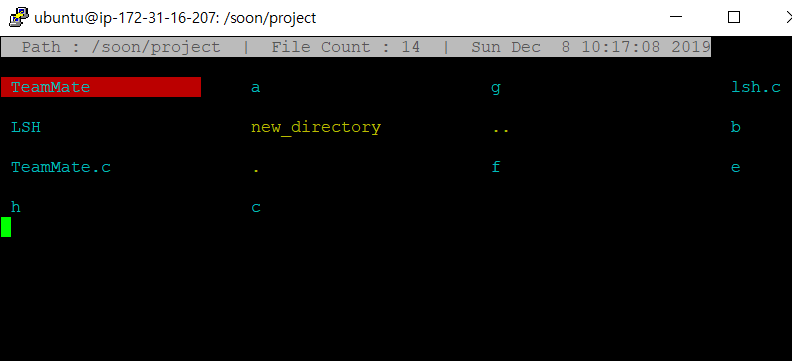 ubuntu@ip-172-31-16-207: /soon/project
Path : /soon/project | File Count : 14 | Sun Dec 8 10:17:08 2019
TeamMate a g lsh.c
LSH new_directory .. b
TeamMate.c . f e
h c